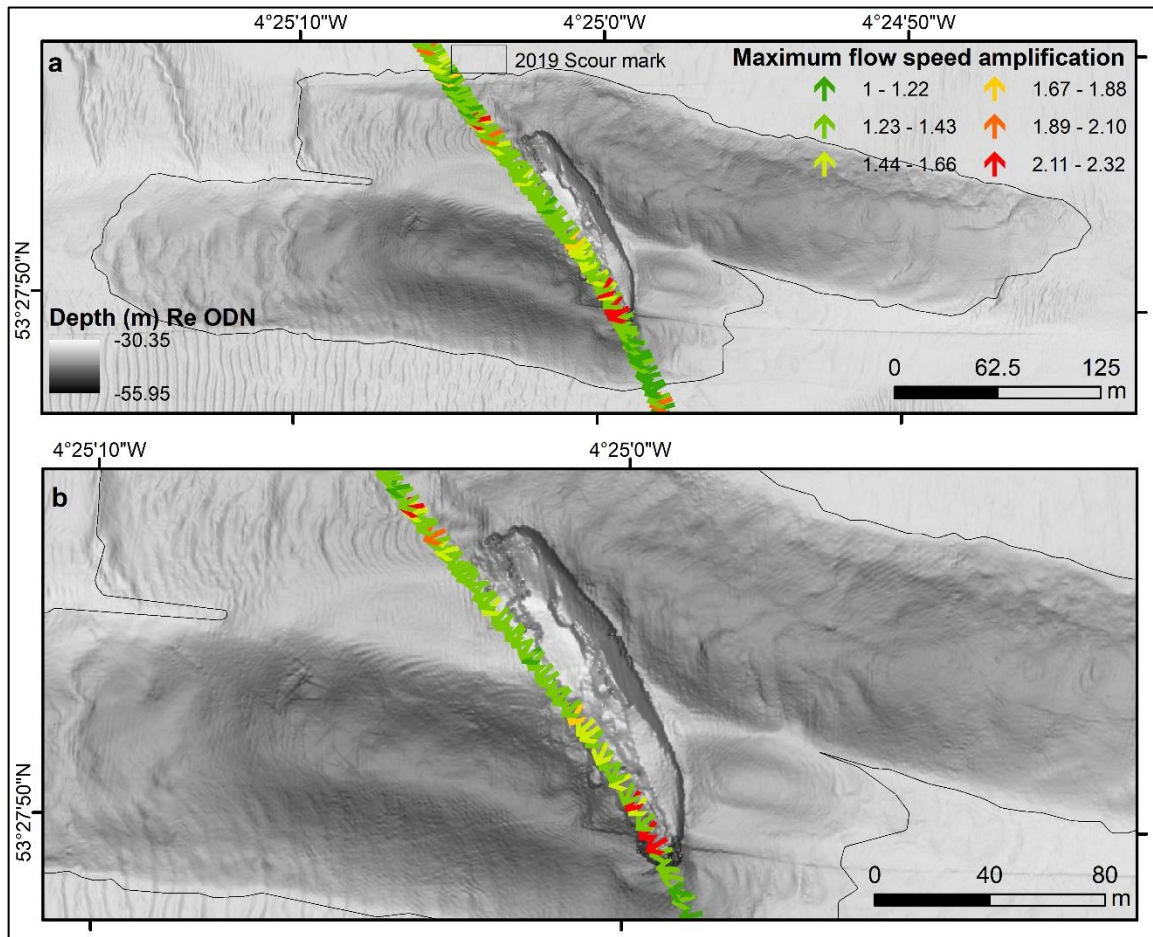 4°25'10"W 4°25'0"W 4°24'50"W
a
2019 Scour mark
Maximum flow speed amplification
1 - 1.22 1.67 - 1.88
1.23 - 1.43 1.89 - 2.10
1.44 - 1.66 2.11 - 2.32
53°27'50"N
Depth (m) Re ODN
-30.35
-55.95
0 62.5 125
m
4°25'10"W 4°25'0"W
b
53°27'50"N
0 40 80
m